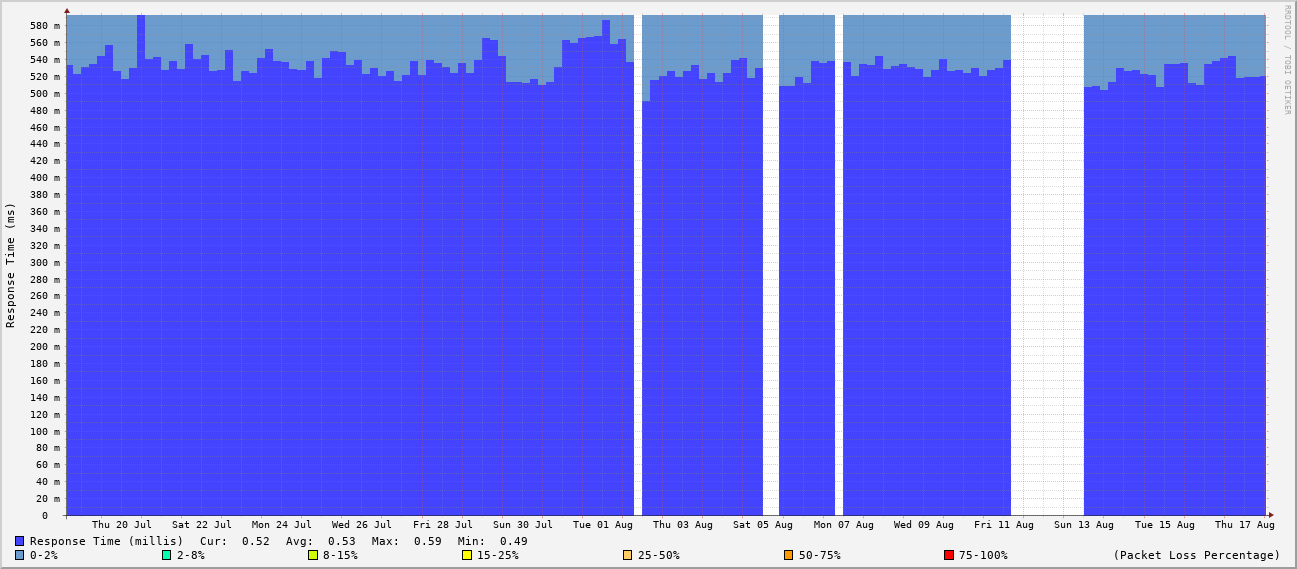 RRDTOOL / TOBI OETIKER
Response Time (ms)
580 m
560 m
540 m
520 m
500 m
480 m
460 m
440 m
420 m
400 m
380 m
360 m
340 m
320 m
300 m
280 m
260 m
240 m
220 m
200 m
180 m
160 m
140 m
120 m
100 m
80 m
60 m
40 m
20 m
0
Thu 20 Jul Sat 22 Jul Mon 24 Jul Wed 26 Jul Fri 28 Jul Sun 30 Jul Tue 01 Aug Thu 03 Aug Sat 05 Aug Mon 07 Aug Wed 09 Aug Fri 11 Aug Sun 13 Aug Tue 15 Aug Thu 17 Aug
Response Time (millis) Cur: 0.52 Avg: 0.53 Max: 0.59 Min: 0.49
0-2% 2-8% 8-15% 15-25% 25-50% 50-75% 75-100% (Packet Loss Percentage)